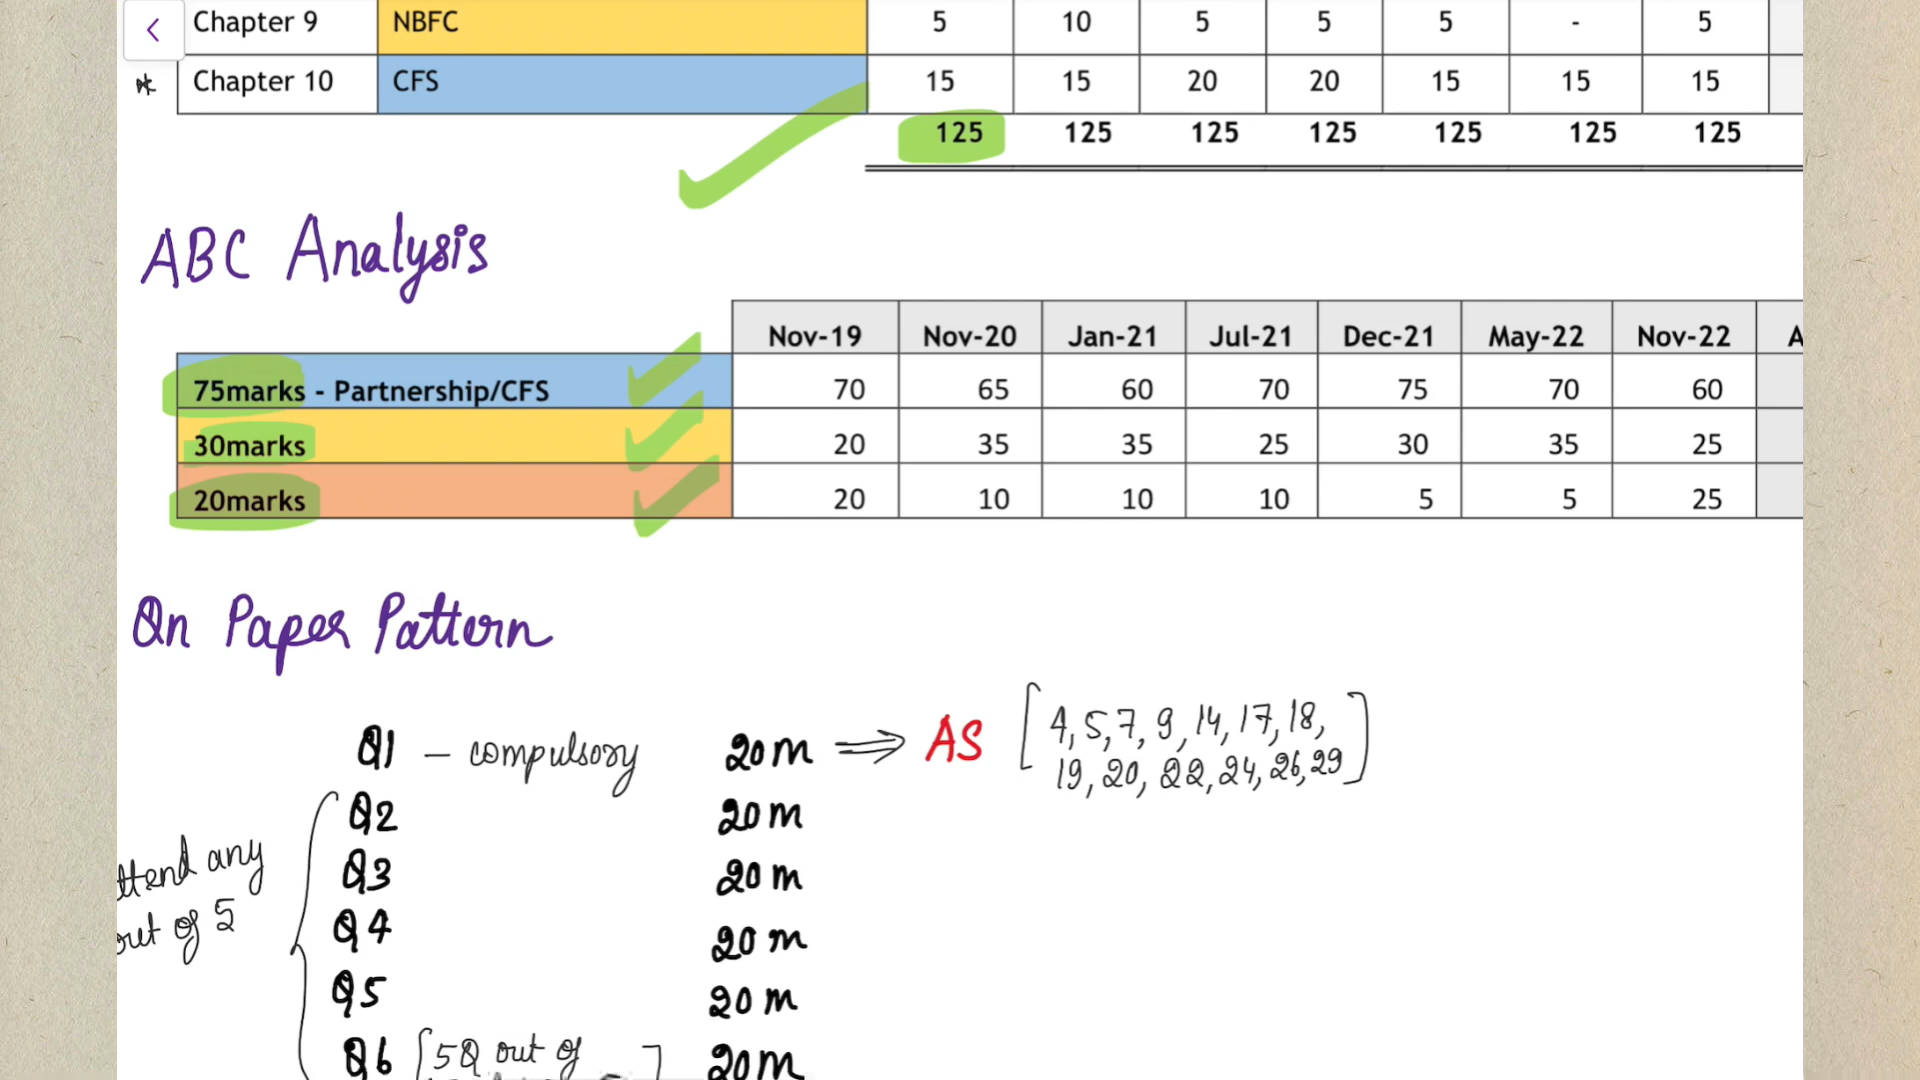 Chapter 9 NBFC 5 10 5 5 5 - 5
* Chapter 10 CFS 15 15 20 20 15 15 15
125 125 125 125 125 125 125
ABC Analysis
Nov-19 Nov-20 Jan-21 Jul-21 Dec-21 May-22 Nov-22 A
75marks - Partnership/CFS 70 65 60 70 75 70 60
30marks 20 35 35 25 30 35 25
20marks 20 10 10 10 5 5 25
Qn Paper Pattern
Q1 - compulsory 20m ⇒ AS [4, 5, 7, 9, 14, 17, 18,
19, 20, 22, 24, 26, 29]
Q2 20m
ttend any Q3 20m
out of 5 Q4 20m
Q5 20m
Q6 [5Q out of ] 20m